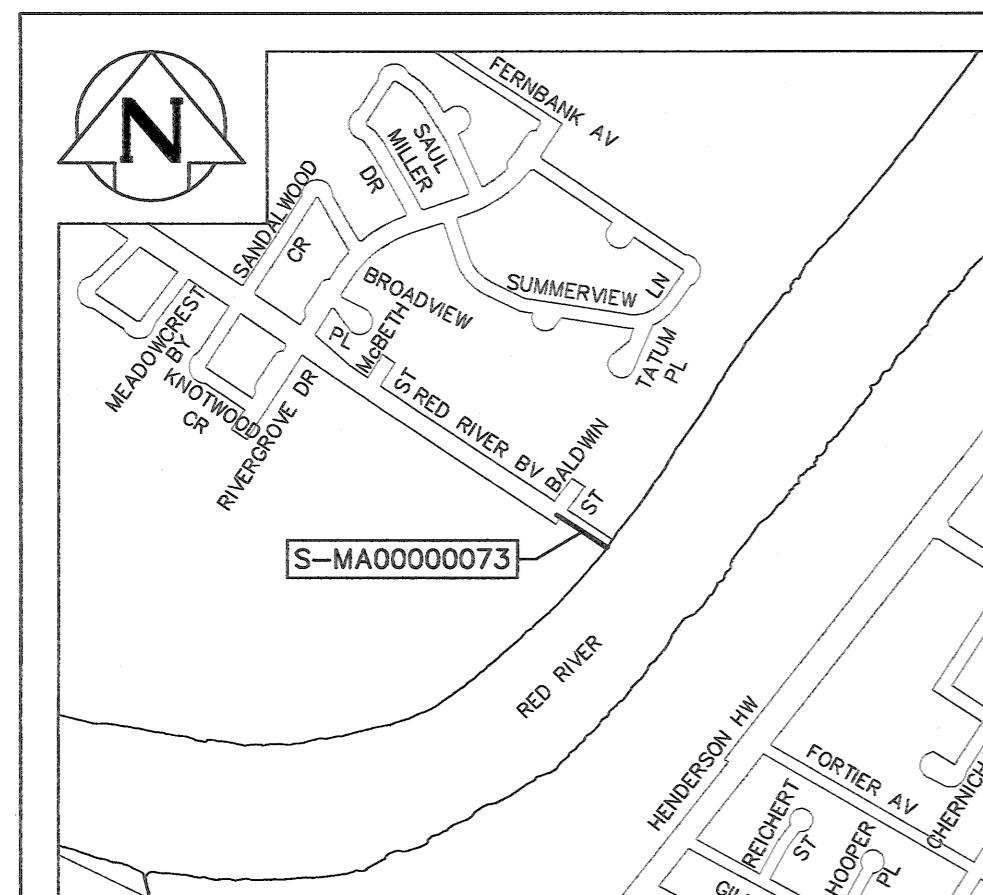 N
FERNBANK AV
SAUL
MILLER
DR
SANDALWOOD
CR
BROADVIEW
PL
SUMMERVIEW
LN
TATUM
PL
McBETH
ST
MEADOWCREST
BY
KNOTWOOD
CR
RIVERGROVE DR
RED RIVER BV
BALDWIN
ST
S-MA00000073
RED RIVER
HENDERSON HW
FORTIER AV
REICHERT
ST
HOOPER
PL
CHERNICH